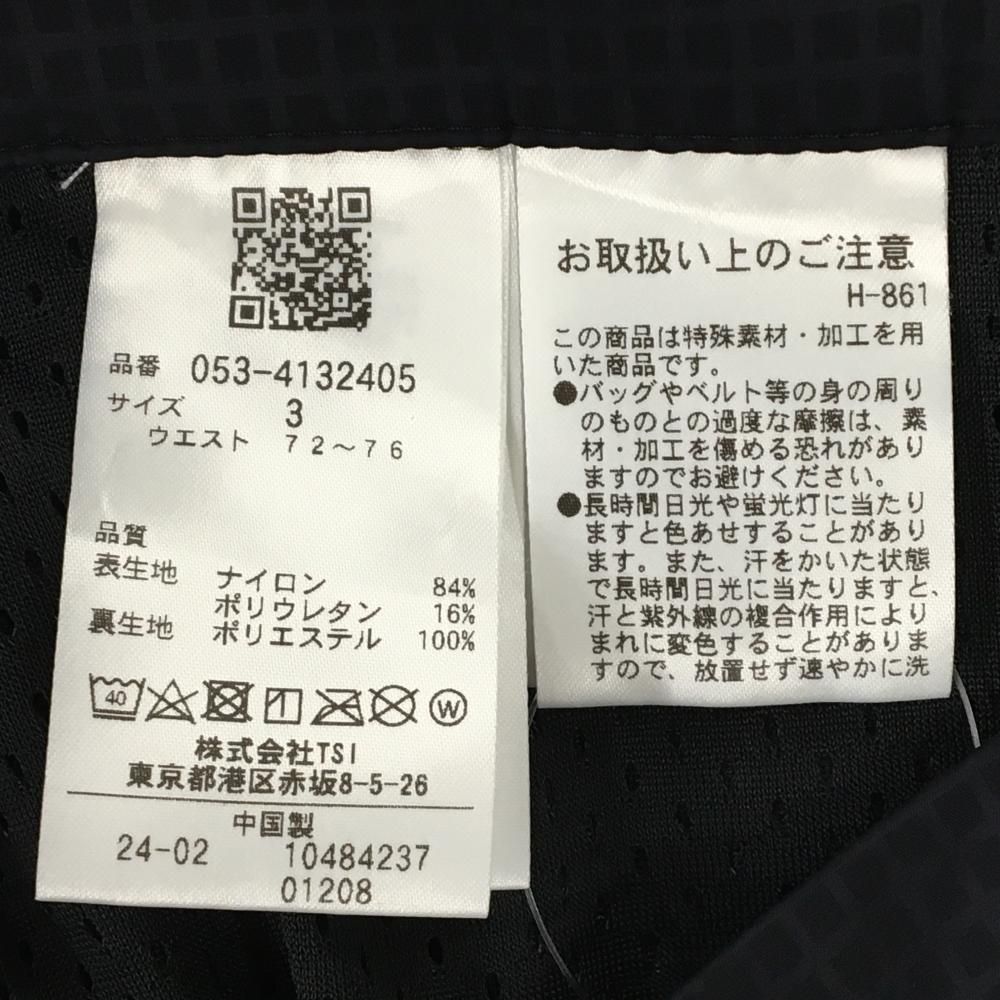 品番 053-4132405
サイズ 3
ウエスト 72～76
品質
表生地 ナイロン 84%
ポリウレタン 16%
裏生地 ポリエステル 100%
40
W
株式会社TSI
東京都港区赤坂8-5-26
中国製
24-02 10484237
01208
お取扱い上のご注意
H-861
この商品は特殊素材・加工を用
いた商品です。
●バッグやベルト等の身の周り
のものとの過度な摩擦は、素
材・加工を傷める恐れがあり
ますのでお避けください。
●長時間日光や蛍光灯に当たり
ますと色あせすることがあり
ます。また、汗をかいた状態
で長時間日光に当たりますと、
汗と紫外線の複合作用により
まれに変色することがありま
すので、放置せず速やかに洗